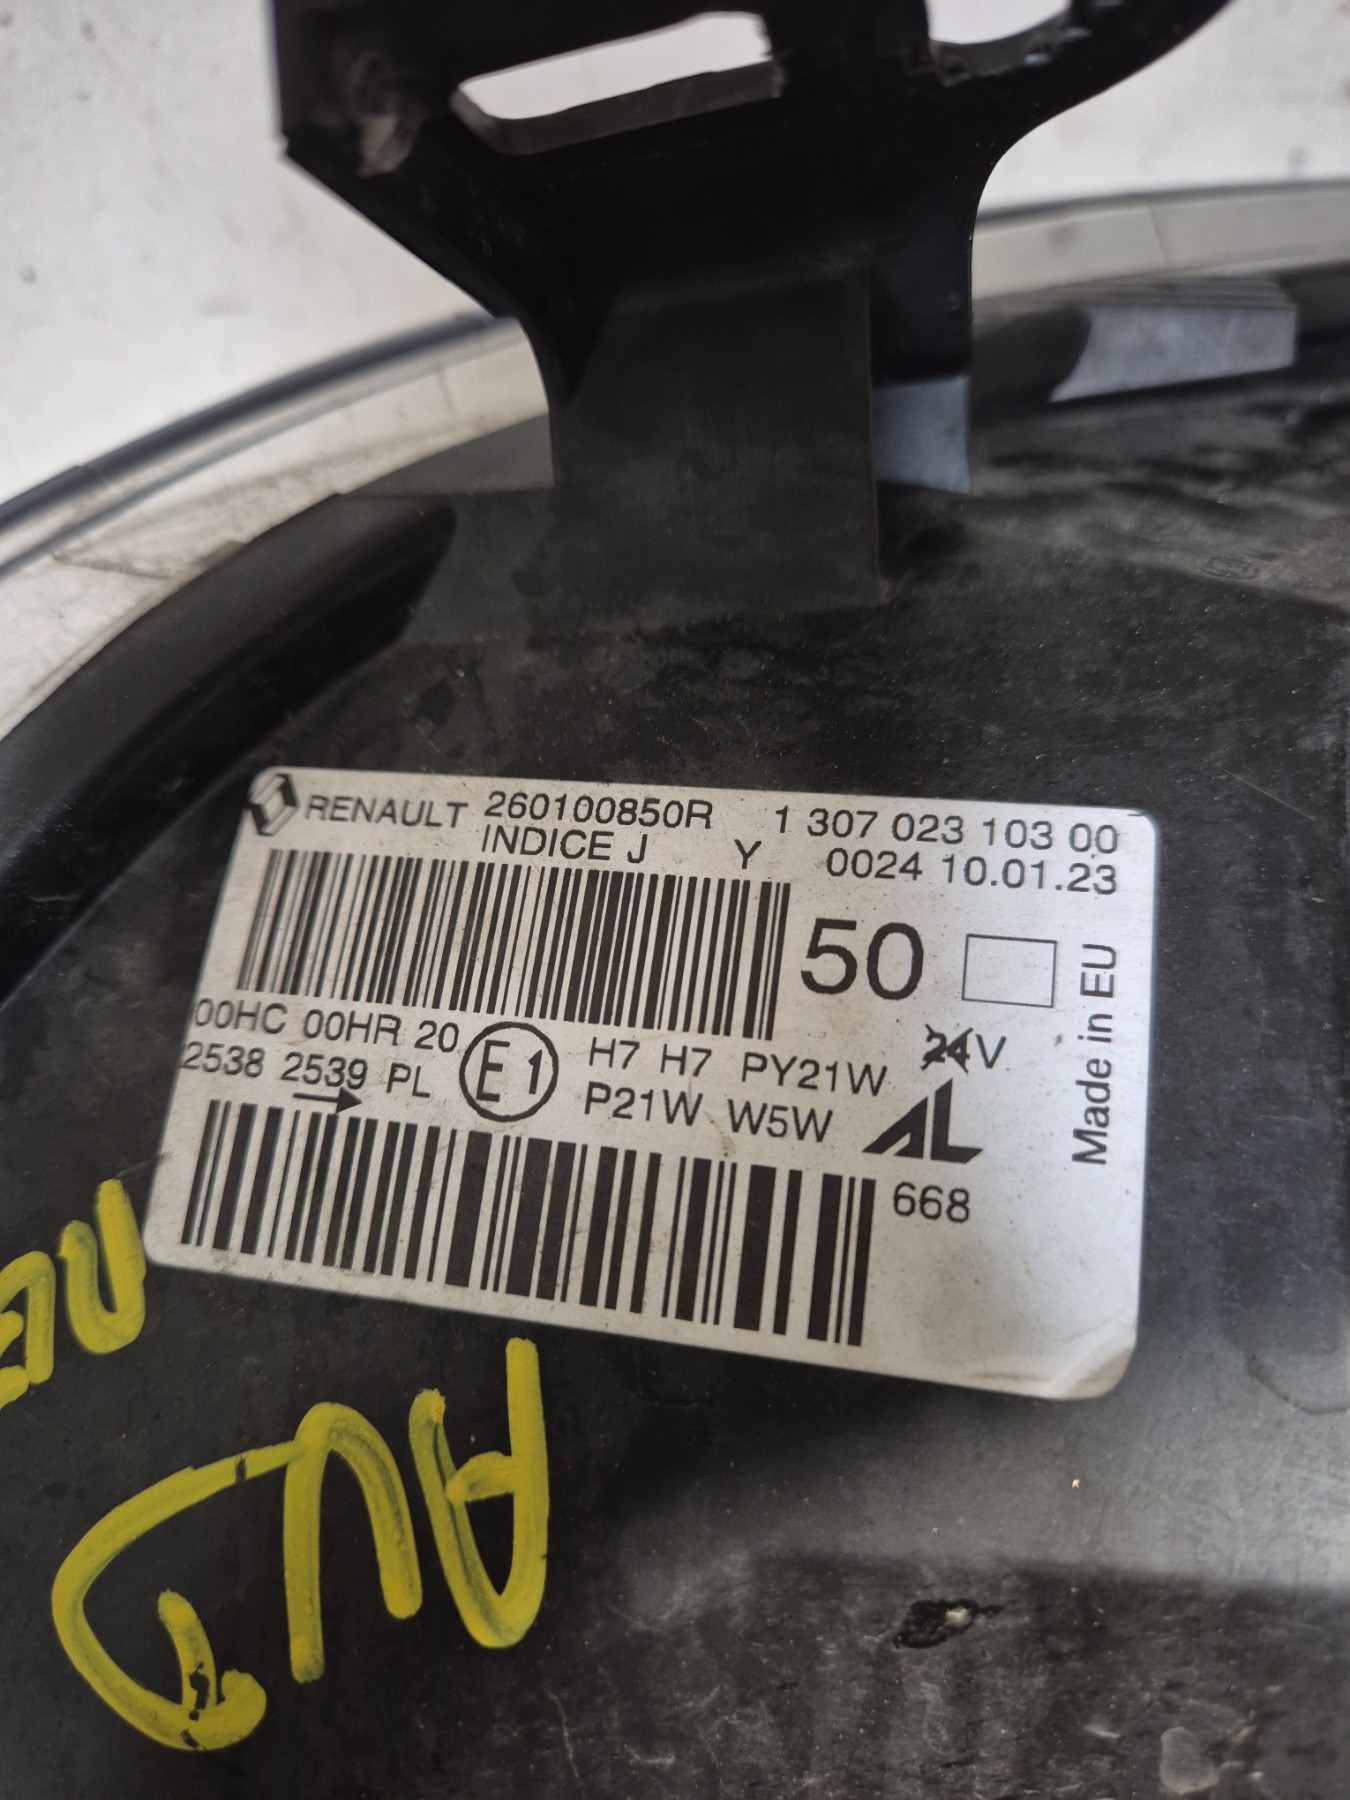 RENAULT 260100850R 1 307 023 103 00
INDICE J Y 0024 10.01.23
50
Made in EU
00HC 00HR 20 E1 H7 H7 PY21W 24V
2538 2539 PL P21W W5W AL
668